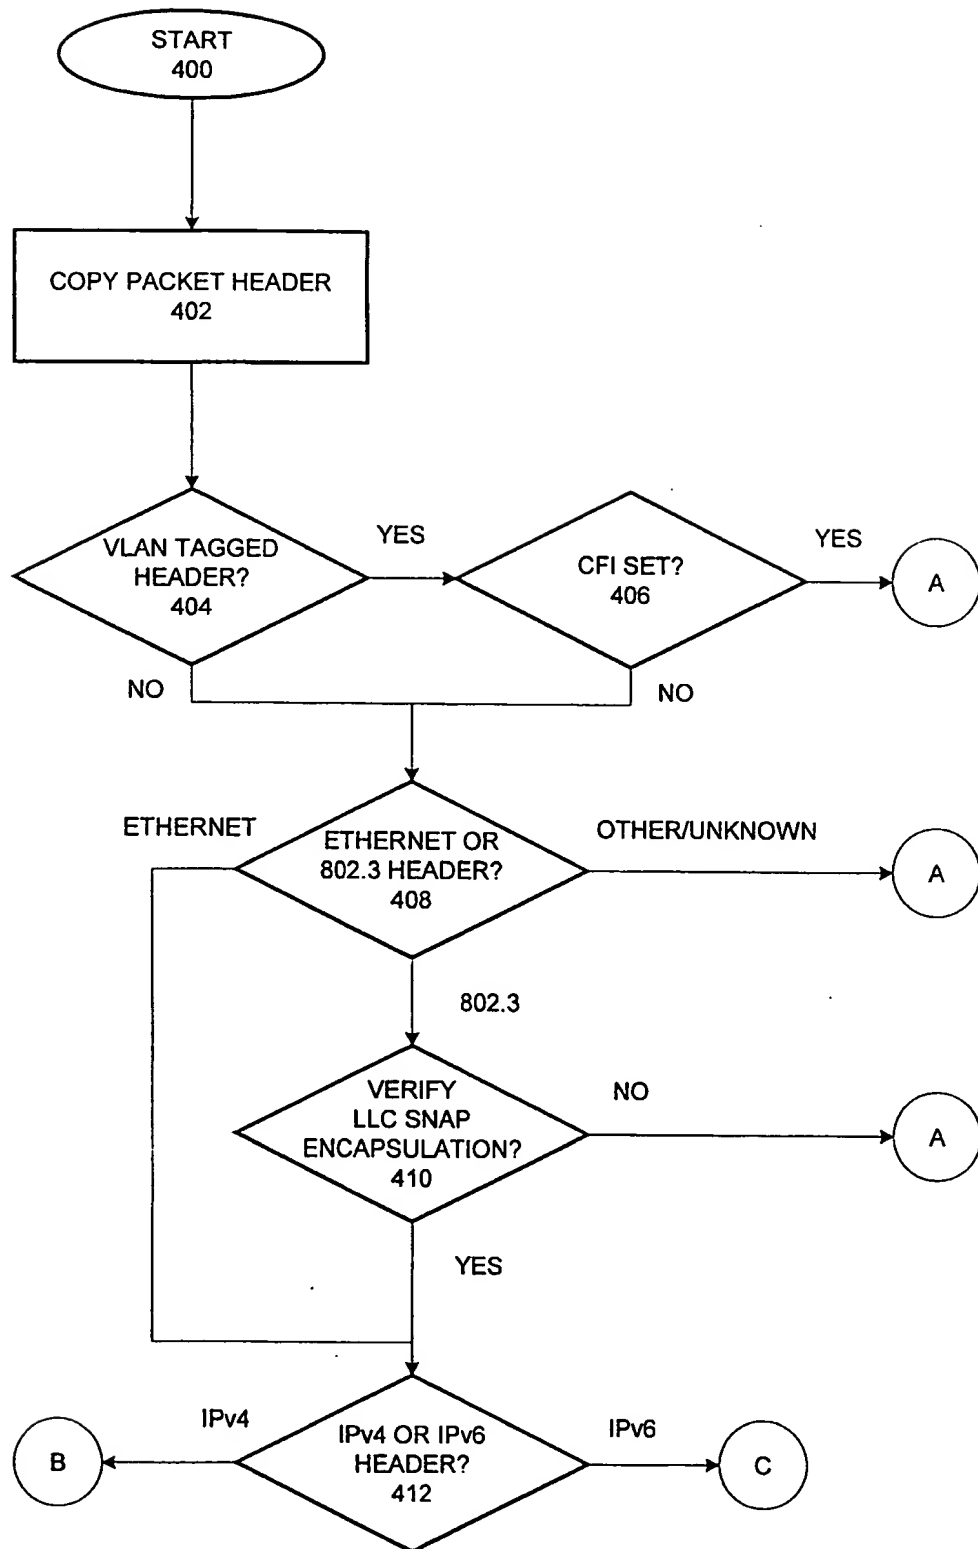 START
400
COPY PACKET HEADER
402
VLAN TAGGED
HEADER?
404
YES
CFI SET?
406
YES
A
NO
NO
ETHERNET
ETHERNET OR
802.3 HEADER?
408
OTHER/UNKNOWN
A
802.3
VERIFY
LLC SNAP
ENCAPSULATION?
410
NO
A
YES
IPv4
IPv4 OR IPv6
HEADER?
412
IPv6
B
C